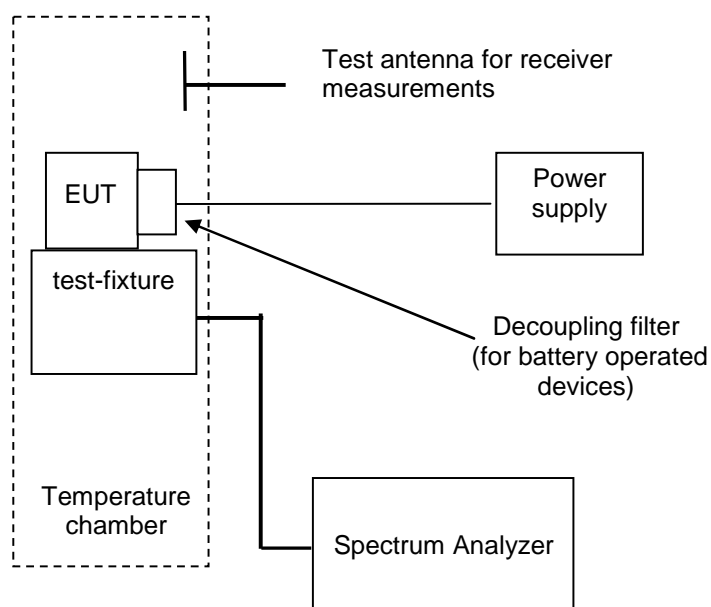 Test antenna for receiver
measurements
EUT
Power
supply
test-fixture
Decoupling filter
(for battery operated
devices)
Temperature
chamber
Spectrum Analyzer